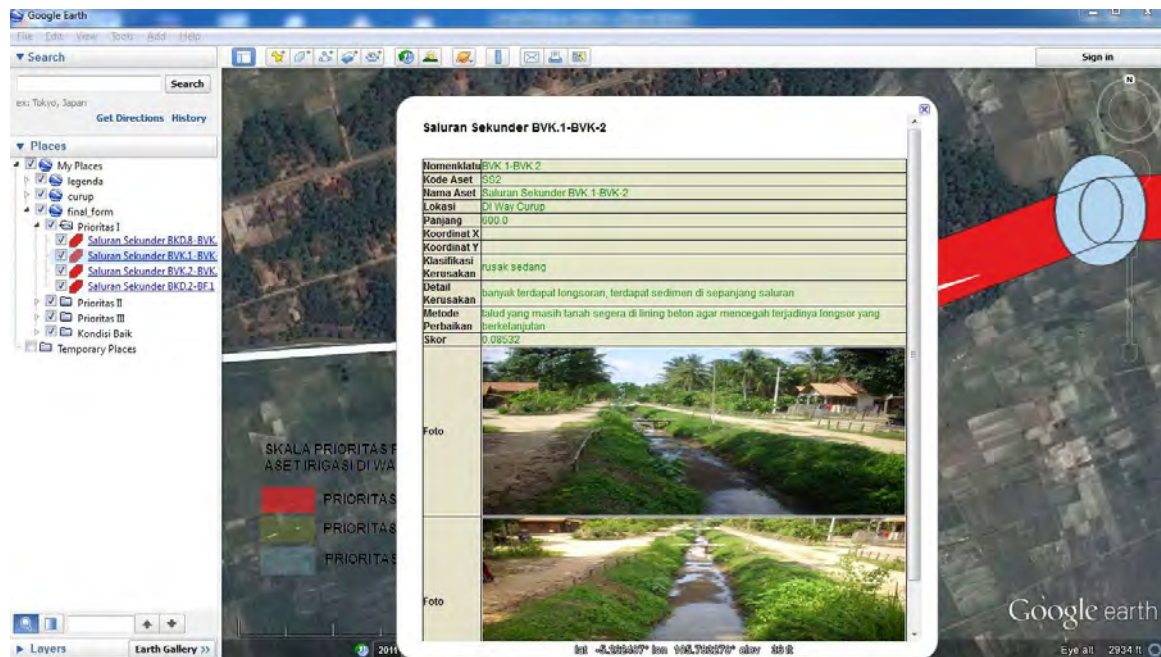 Google Earth
File Edit View Tools Add Help
Search
Sign in
Search
ex: Tokyo, Japan
Get Directions History
Places
My Places
legenda
curup
final_form
Prioritas I
Saluran Sekunder BKD.8-BVK.
Saluran Sekunder BVK.1-BVK
Saluran Sekunder BVK.2-BVK.
Saluran Sekunder BKD.2-BF1
Prioritas II
Prioritas III
Kondisi Baik
Temporary Places
Layers
Earth Gallery >>
N
Saluran Sekunder BVK.1-BVK-2
Nomenklatu BVK 1-BVK 2
Kode Aset SS2
Nama Aset Saluran Sekunder BVK 1-BVK-2
Lokasi DI Way Curup
Panjang 600.0
Koordinat X
Koordinat Y
Klasifikasi Kerusakan rusak sedang
Detail Kerusakan banyak terdapat longsoran, terdapat sedimen di sepanjang saluran
Metode talud yang masih tanah segera di lining beton agar mencegah terjadinya longsor yang
Perbaikan berkelanjutan
Skor 0.08532
Foto
Foto
SKALA PRIORITAS
ASET IRIGASI DI WA
PRIORITAS
PRIORITAS
PRIORITAS
Google earth
2011
elev 36 ft
Eye alt 2934 ft